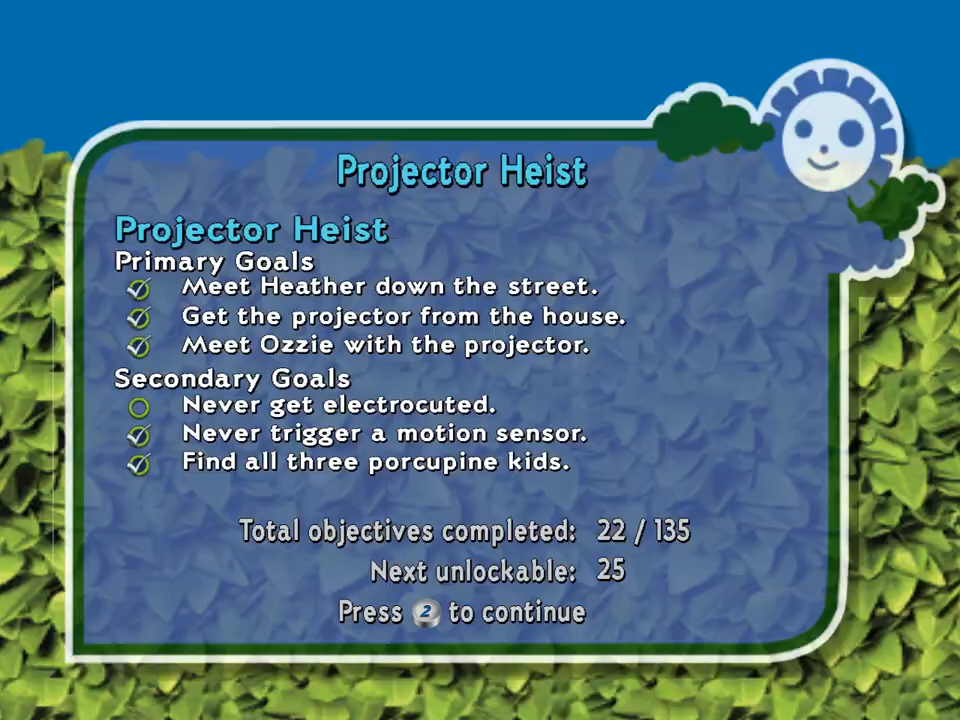 Projector Heist
Projector Heist
Primary Goals
Meet Heather down the street.
Get the projector from the house.
Meet Ozzie with the projector.
Secondary Goals
Never get electrocuted.
Never trigger a motion sensor.
Find all three porcupine kids.
Total objectives completed: 22 / 135
Next unlockable: 25
Press 2 to continue